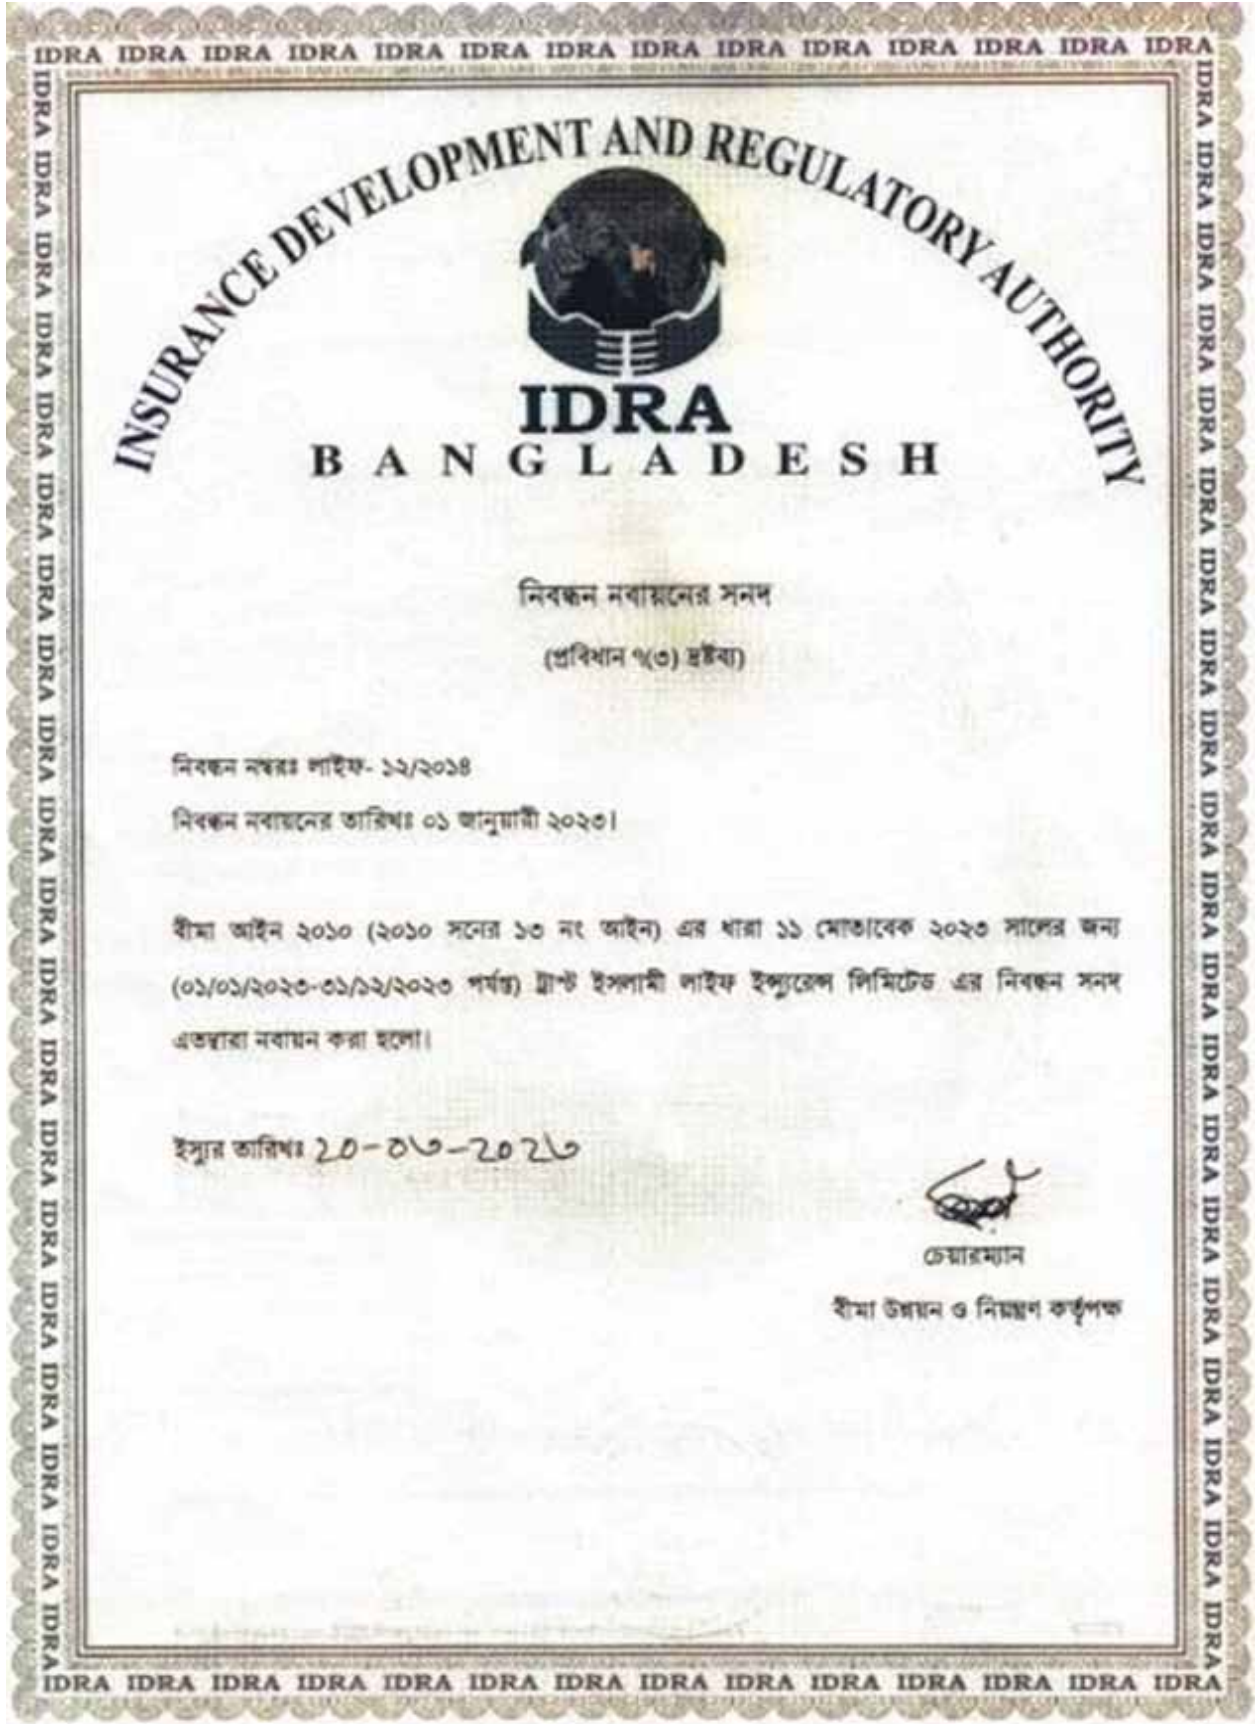 IDRA IDRA IDRA IDRA IDRA IDRA IDRA IDRA IDRA IDRA IDRA IDRA IDRA IDRA
INSURANCE DEVELOPMENT AND REGULATORY AUTHORITY
IDRA
BANGLADESH
নিবন্ধন নবায়নের সনদ
(প্রবিধান ৭(৩) দ্রষ্টব্য)
নিবন্ধন নম্বরঃ লাইফ- ১২/২০১৪
নিবন্ধন নবায়নের তারিখঃ ০১ জানুয়ারী ২০২৩।
বীমা আইন ২০১০ (২০১০ সনের ১৩ নং আইন) এর ধারা ১১ মোতাবেক ২০২৩ সালের জন্য
(০১/০১/২০২৩-৩১/১২/২০২৩ পর্যন্ত) ট্রাস্ট ইসলামী লাইফ ইন্স্যুরেন্স লিমিটেড এর নিবন্ধন সনদ
এতদ্বারা নবায়ন করা হলো।
ইস্যুর তারিখঃ ২০-০৩-২০২৩
চেয়ারম্যান
বীমা উন্নয়ন ও নিয়ন্ত্রণ কর্তৃপক্ষ
IDRA IDRA IDRA IDRA IDRA IDRA IDRA IDRA IDRA IDRA IDRA IDRA IDRA IDRA